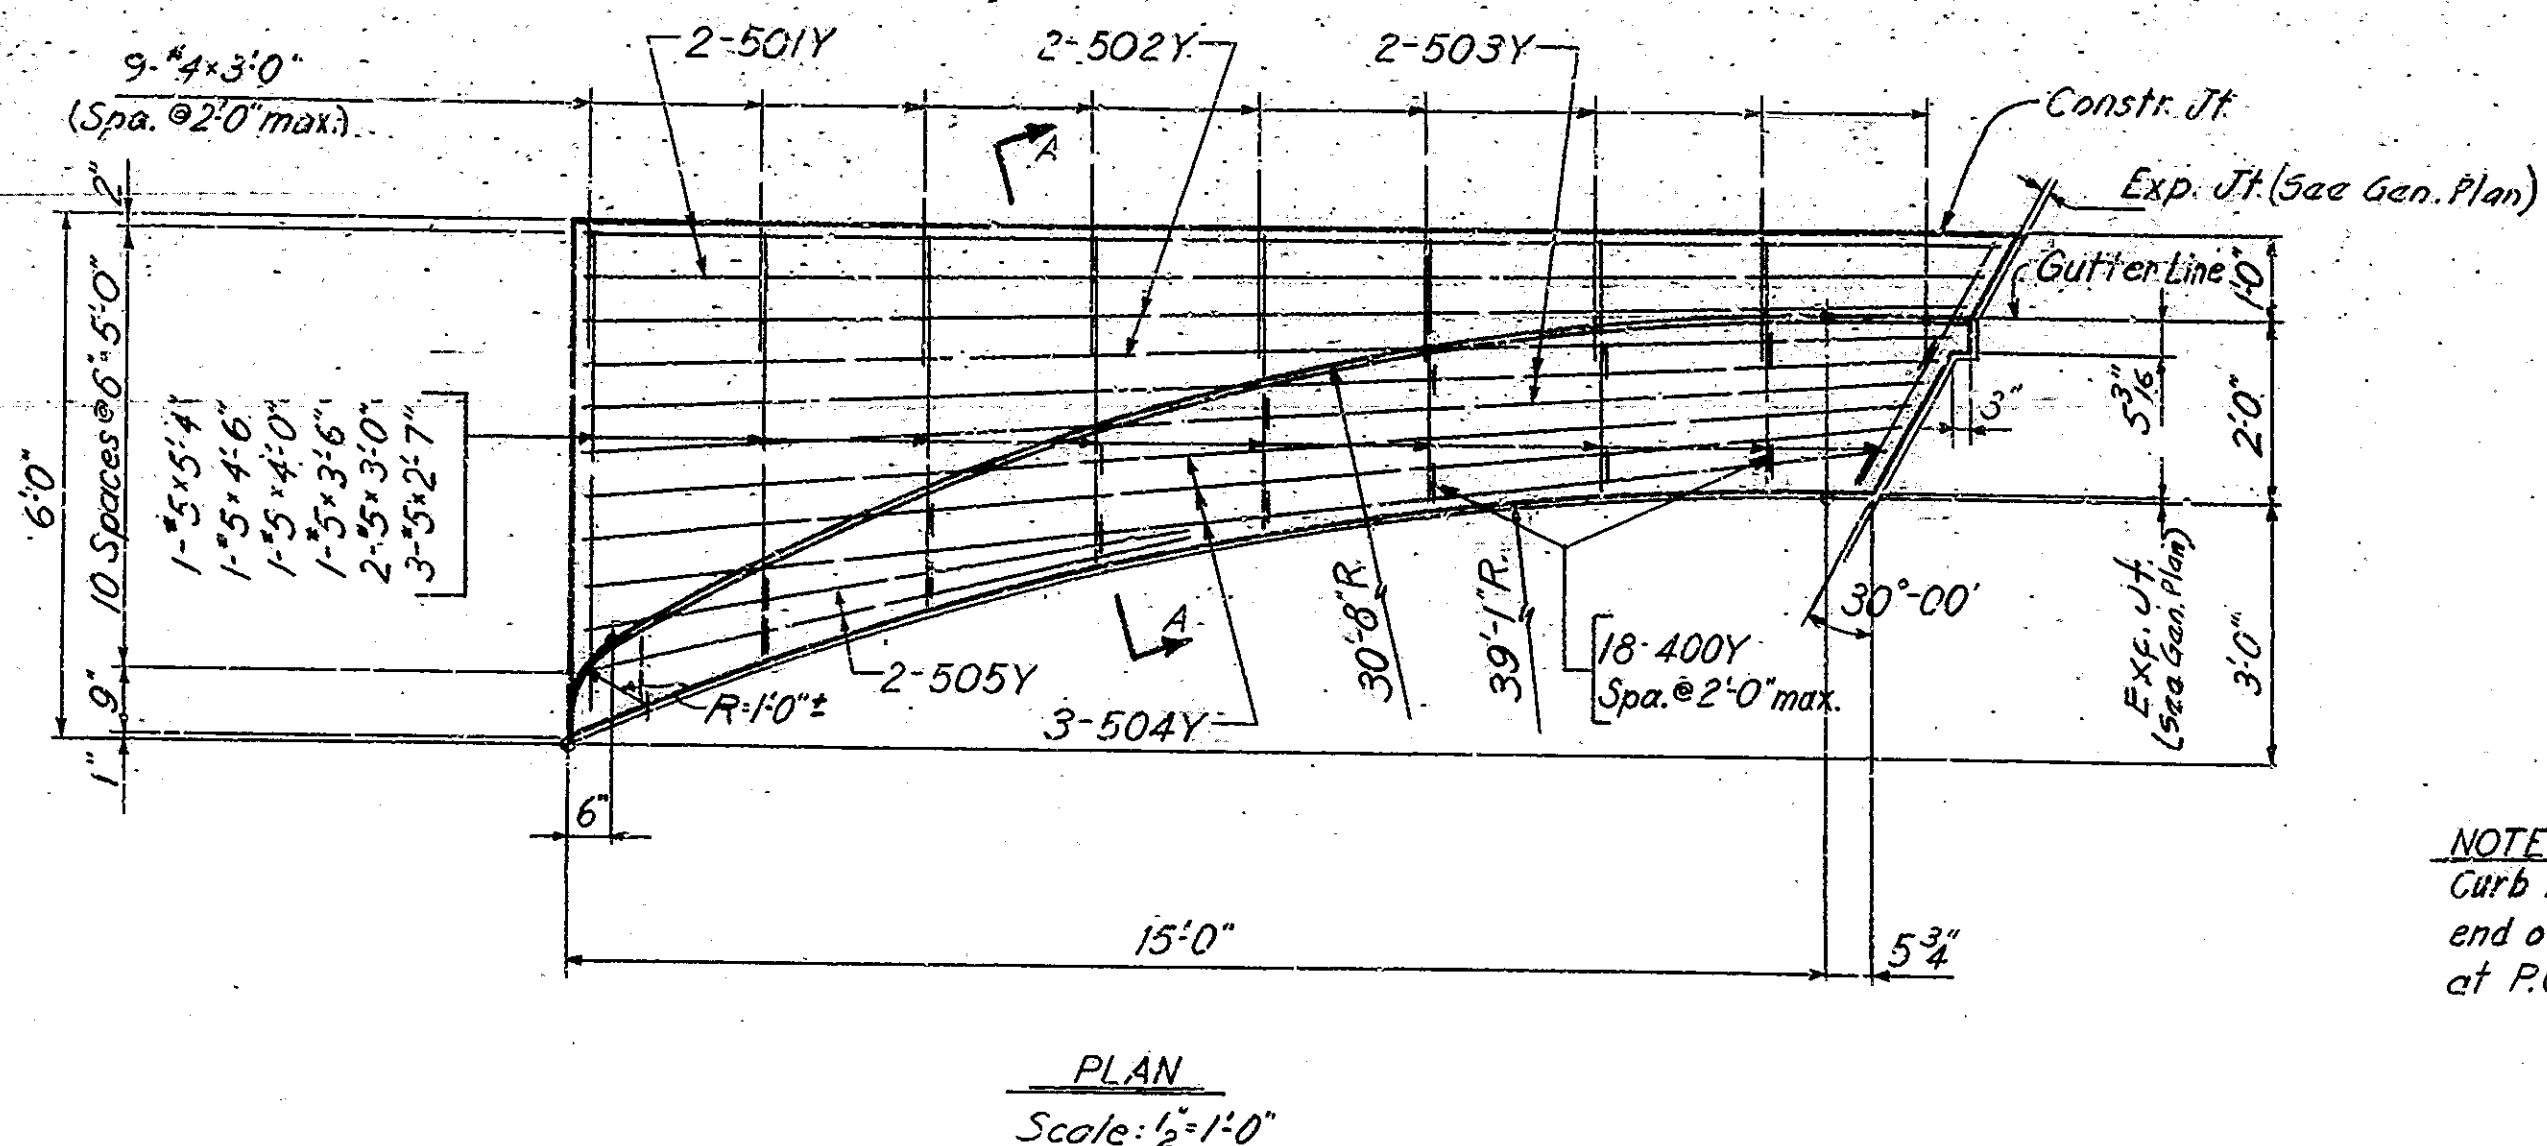 2-501Y
2-502Y
2-503Y
9-#4×3'-0"
(Spa. @2'-0" max.)
Constr. Jt.
Exp. Jt. (See Gen. Plan)
Gutter Line
A
2"
10 Spaces @ 6" = 5'-0"
6'-0"
9"
1"
1-#5×5'-4"
1-#5×4'-6"
1-#5×4'-0"
1-#5×3'-6"
2-#5×3'-0"
3-#5×2'-7"
1'-0"
2'-0"
3'-0"
5 3/16"
3"
Exp. Jt.
(See Gen. Plan)
30°-00'
30'-8" R.
39'-1" R.
18-400Y
Spa. @ 2'-0" max.
A
2-505Y
R=1'-0" ±
3-504Y
6"
15'-0"
5 3/4"
NOTE
Curb
end o
at P.
PLAN
Scale: 1/2" = 1'-0"